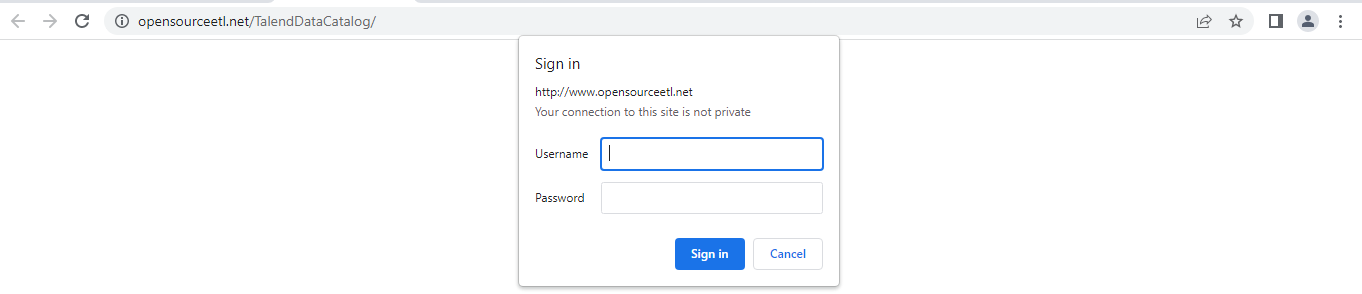 opensourceetl.net/TalendDataCatalog/
Sign in
http://www.opensourceetl.net
Your connection to this site is not private
Username
Password
Sign in
Cancel